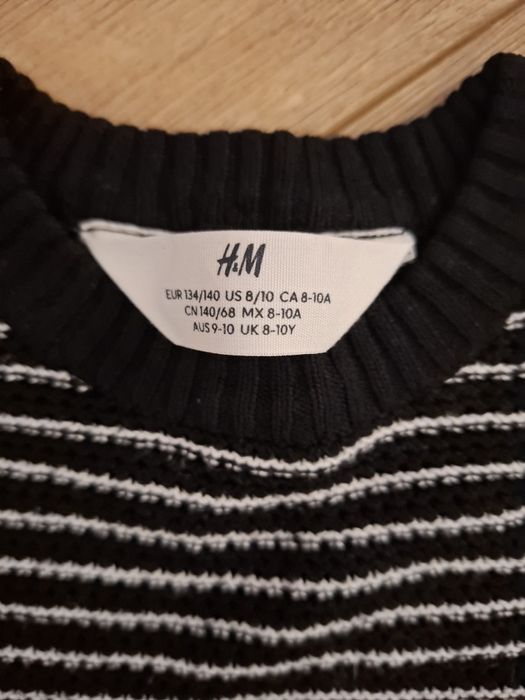 H&M
EUR 134/140 US 8/10 CA 8-10A
CN 140/68 MX 8-10A
AUS 9-10 UK 8-10Y